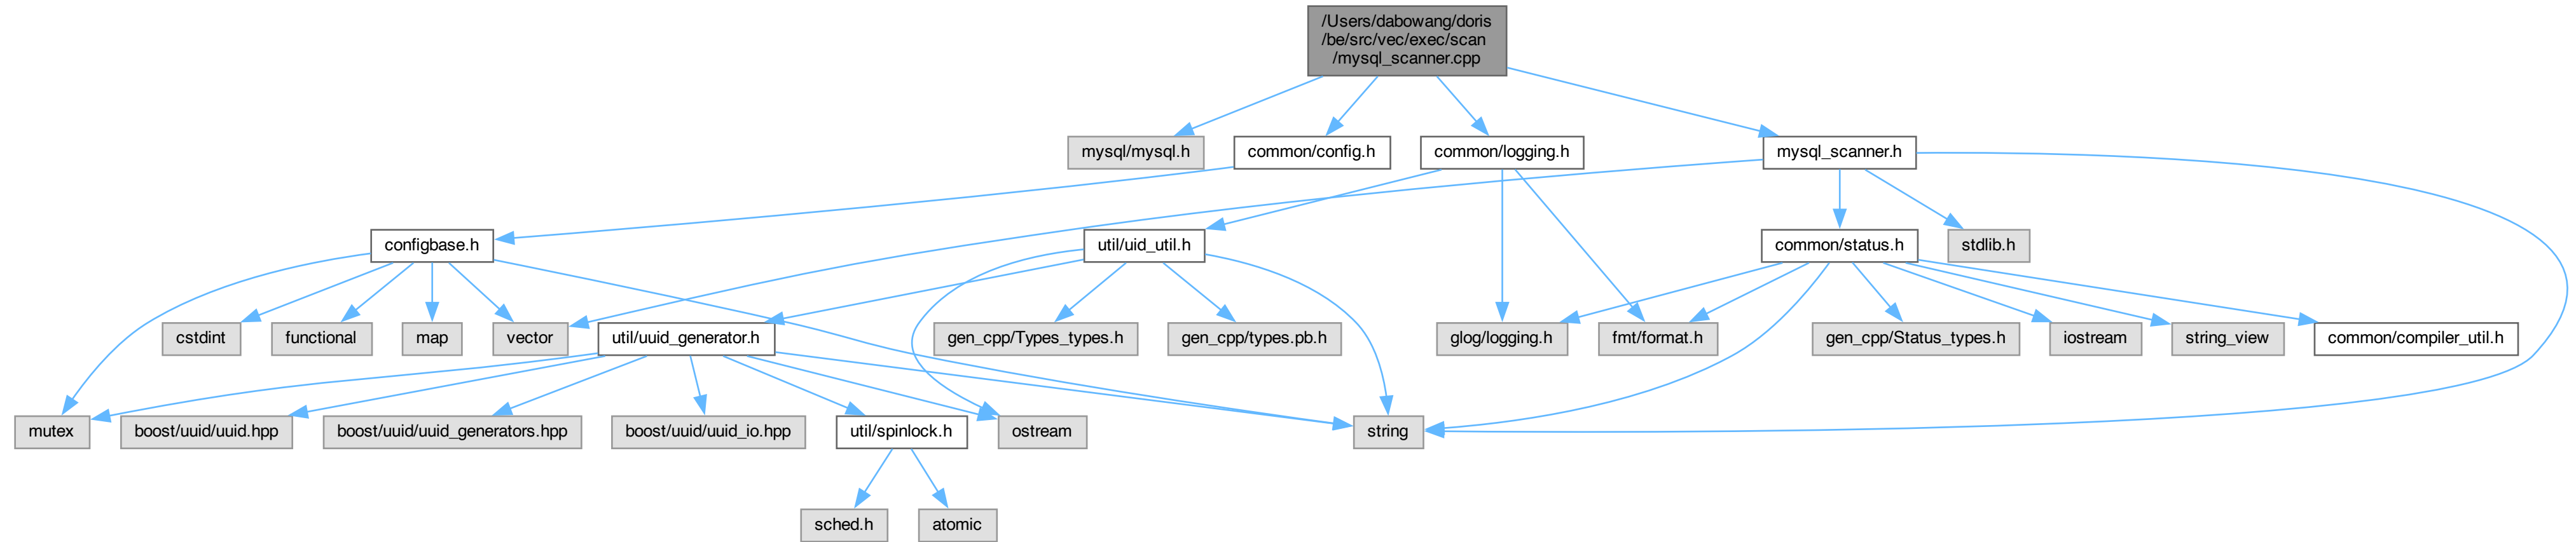 /Users/dabowang/doris
/be/src/vec/exec/scan
/mysql_scanner.cpp
mysql/mysql.h
common/config.h
common/logging.h
mysql_scanner.h
configbase.h
util/uid_util.h
common/status.h
stdlib.h
cstdint
functional
map
vector
util/uuid_generator.h
gen_cpp/Types_types.h
gen_cpp/types.pb.h
glog/logging.h
fmt/format.h
gen_cpp/Status_types.h
iostream
string_view
common/compiler_util.h
mutex
boost/uuid/uuid.hpp
boost/uuid/uuid_generators.hpp
boost/uuid/uuid_io.hpp
util/spinlock.h
ostream
string
sched.h
atomic